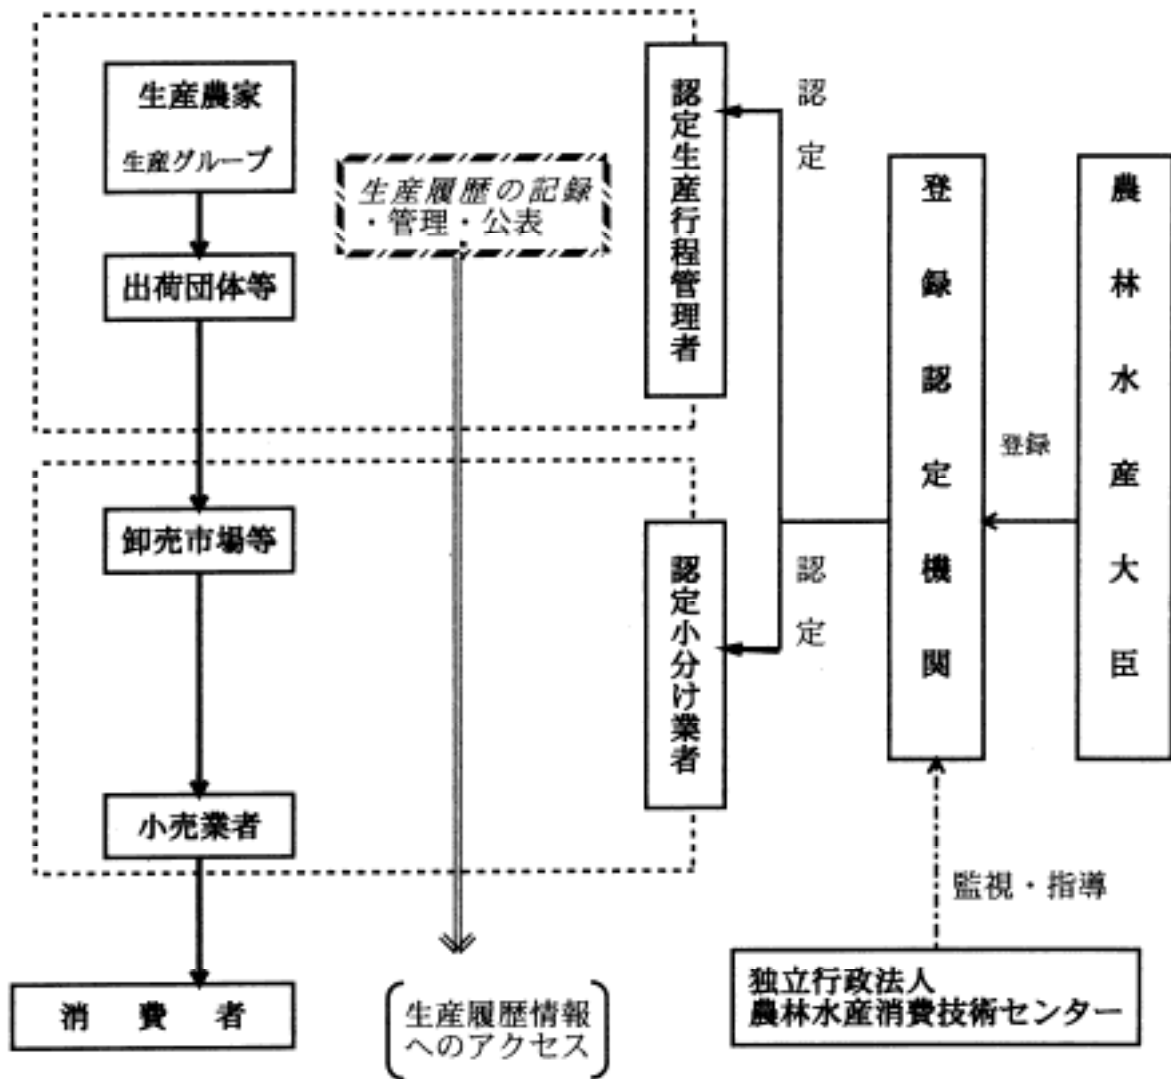 生産農家
生産グループ
出荷団体等
生産履歴の記録
・管理・公表
認定生産行程管理者
認定
登録認定機関
農林水産大臣
登録
卸売市場等
認定小分け業者
認定
小売業者
監視・指導
消費者
生産履歴情報
へのアクセス
独立行政法人
農林水産消費技術センター